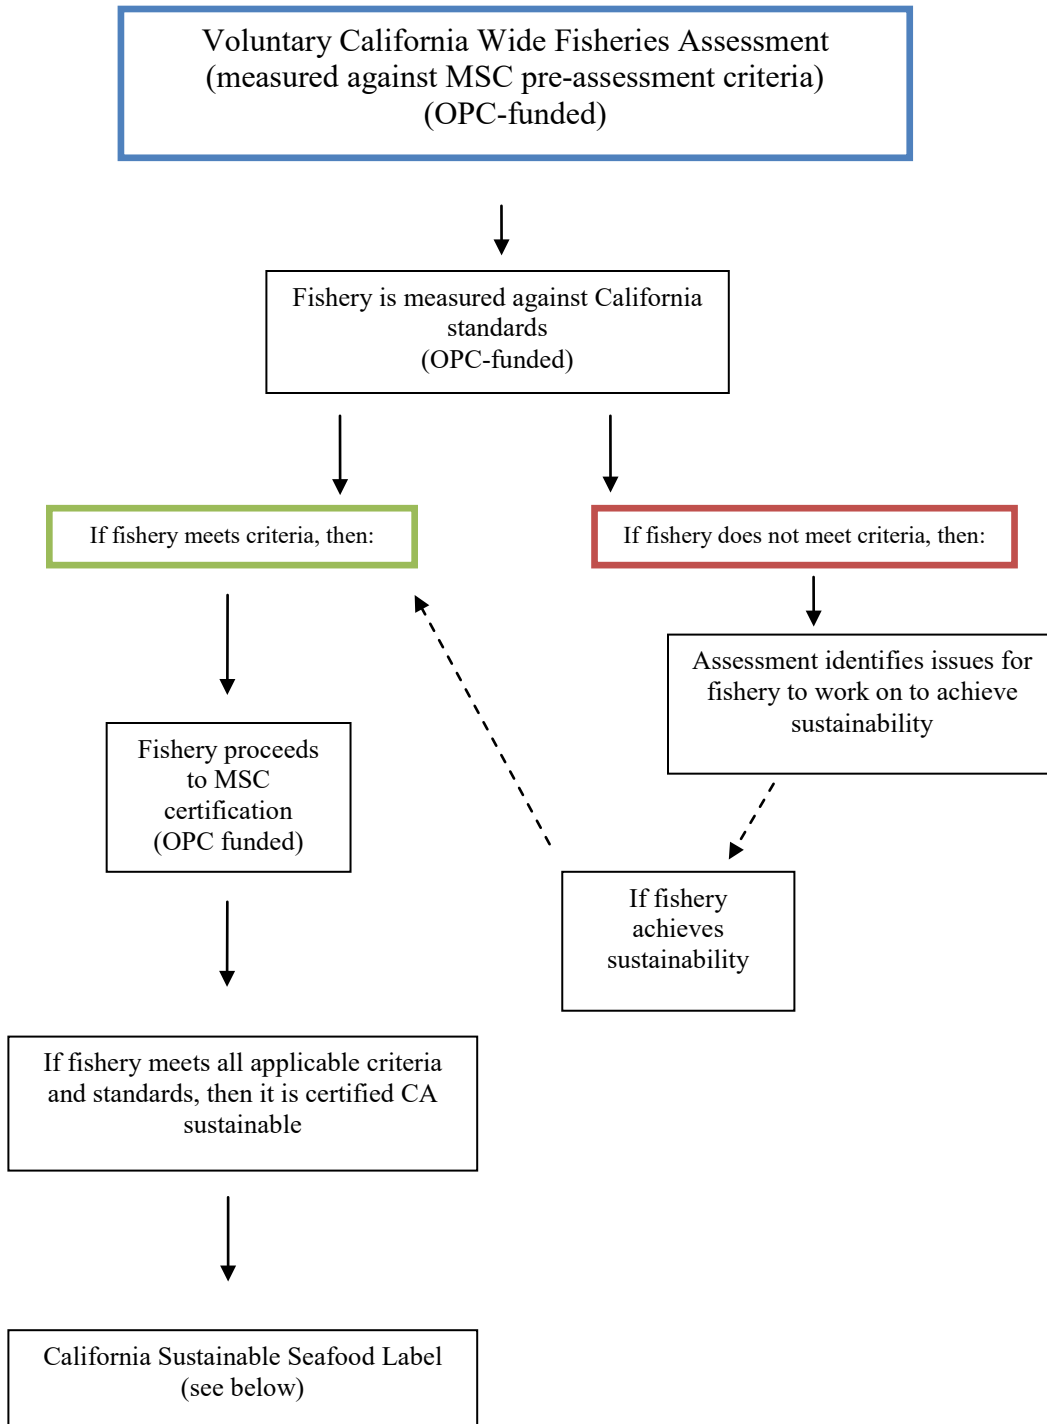 Voluntary California Wide Fisheries Assessment
(measured against MSC pre-assessment criteria)
(OPC-funded)
Fishery is measured against California
standards
(OPC-funded)
If fishery meets criteria, then:
If fishery does not meet criteria, then:
Assessment identifies issues for
fishery to work on to achieve
sustainability
Fishery proceeds
to MSC
certification
(OPC funded)
If fishery
achieves
sustainability
If fishery meets all applicable criteria
and standards, then it is certified CA
sustainable
California Sustainable Seafood Label
(see below)